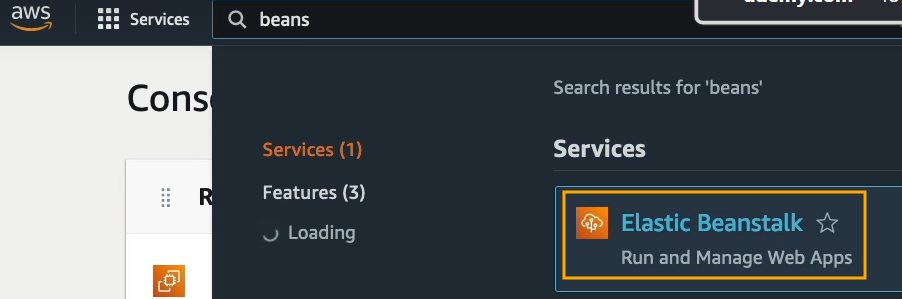 aws
Services
beans
Search results for 'beans'
Services (1)
Features (3)
Loading
Services
Elastic Beanstalk
Run and Manage Web Apps